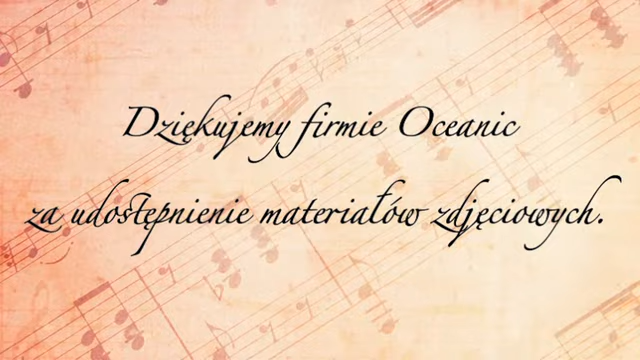 Dziękujemy firmie Oceanic
za udostępnienie materiałów zdjęciowych.